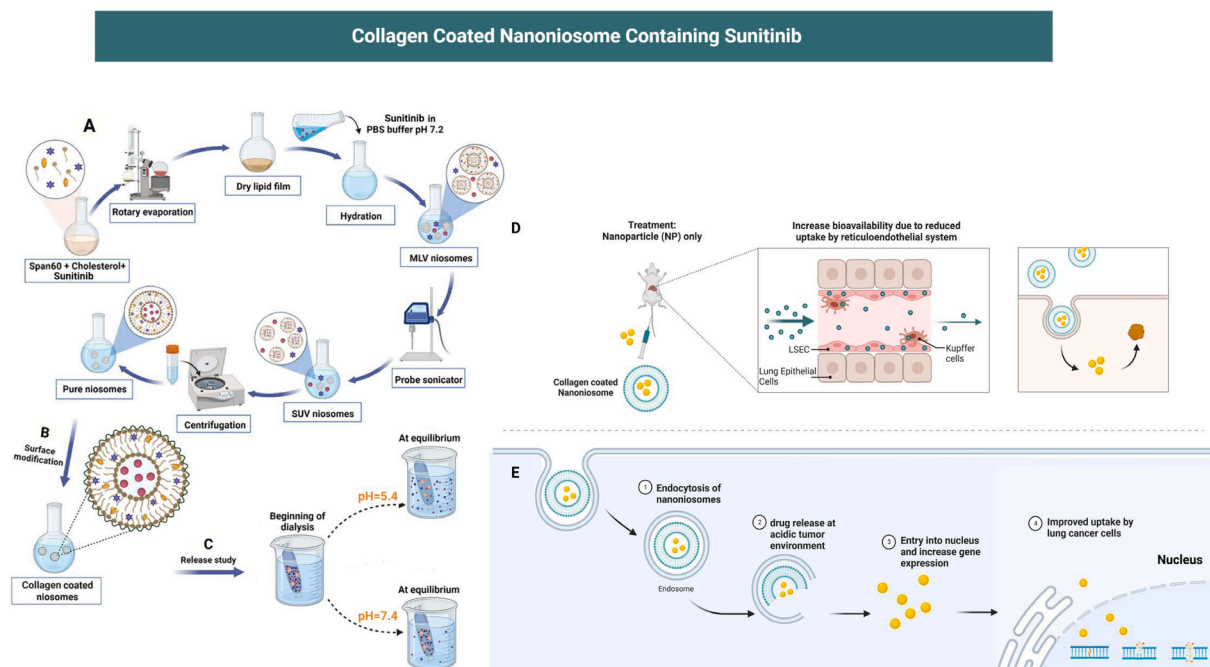 Collagen Coated Nanoniosome Containing Sunitinib
A
Span60 + Cholesterol+
Sunitinib
Rotary evaporation
Dry lipid film
Sunitinib in
PBS buffer pH 7.2
Hydration
MLV niosomes
Probe sonicator
SUV niosomes
Centrifugation
Pure niosomes
B
Surface
modification
Collagen coated
niosomes
C
Release study
Beginning of
dialysis
pH=5.4
At equilibrium
pH=7.4
At equilibrium
D
Treatment:
Nanoparticle (NP) only
Collagen coated
Nanoniosome
Increase bioavailability due to reduced
uptake by reticuloendothelial system
LSEC
Kupffer
cells
Lung Epithelial
Cells
E
1 Endocytosis of
nanoniosomes
Endosome
2 drug release at
acidic tumor
environment
3 Entry into nucleus
and increase gene
expression
4 Improved uptake by
lung cancer cells
Nucleus